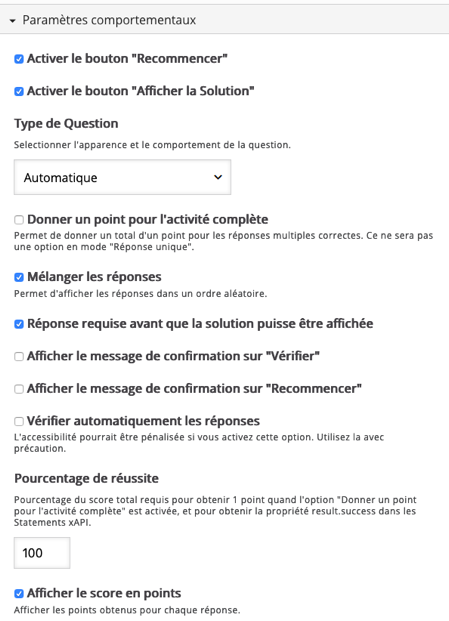 Paramètres comportementaux
Activer le bouton "Recommencer"
Activer le bouton "Afficher la Solution"
Type de Question
Selectionner l'apparence et le comportement de la question.
Automatique
Donner un point pour l'activité complète
Permet de donner un total d'un point pour les réponses multiples correctes. Ce ne sera pas
une option en mode "Réponse unique".
Mélanger les réponses
Permet d'afficher les réponses dans un ordre aléatoire.
Réponse requise avant que la solution puisse être affichée
Afficher le message de confirmation sur "Vérifier"
Afficher le message de confirmation sur "Recommencer"
Vérifier automatiquement les réponses
L'accessibilité pourrait être pénalisée si vous activez cette option. Utilisez la avec
précaution.
Pourcentage de réussite
Pourcentage du score total requis pour obtenir 1 point quand l'option "Donner un point
pour l'activité complète" est activée, et pour obtenir la propriété result.success dans les
Statements xAPI.
100
Afficher le score en points
Afficher les points obtenus pour chaque réponse.